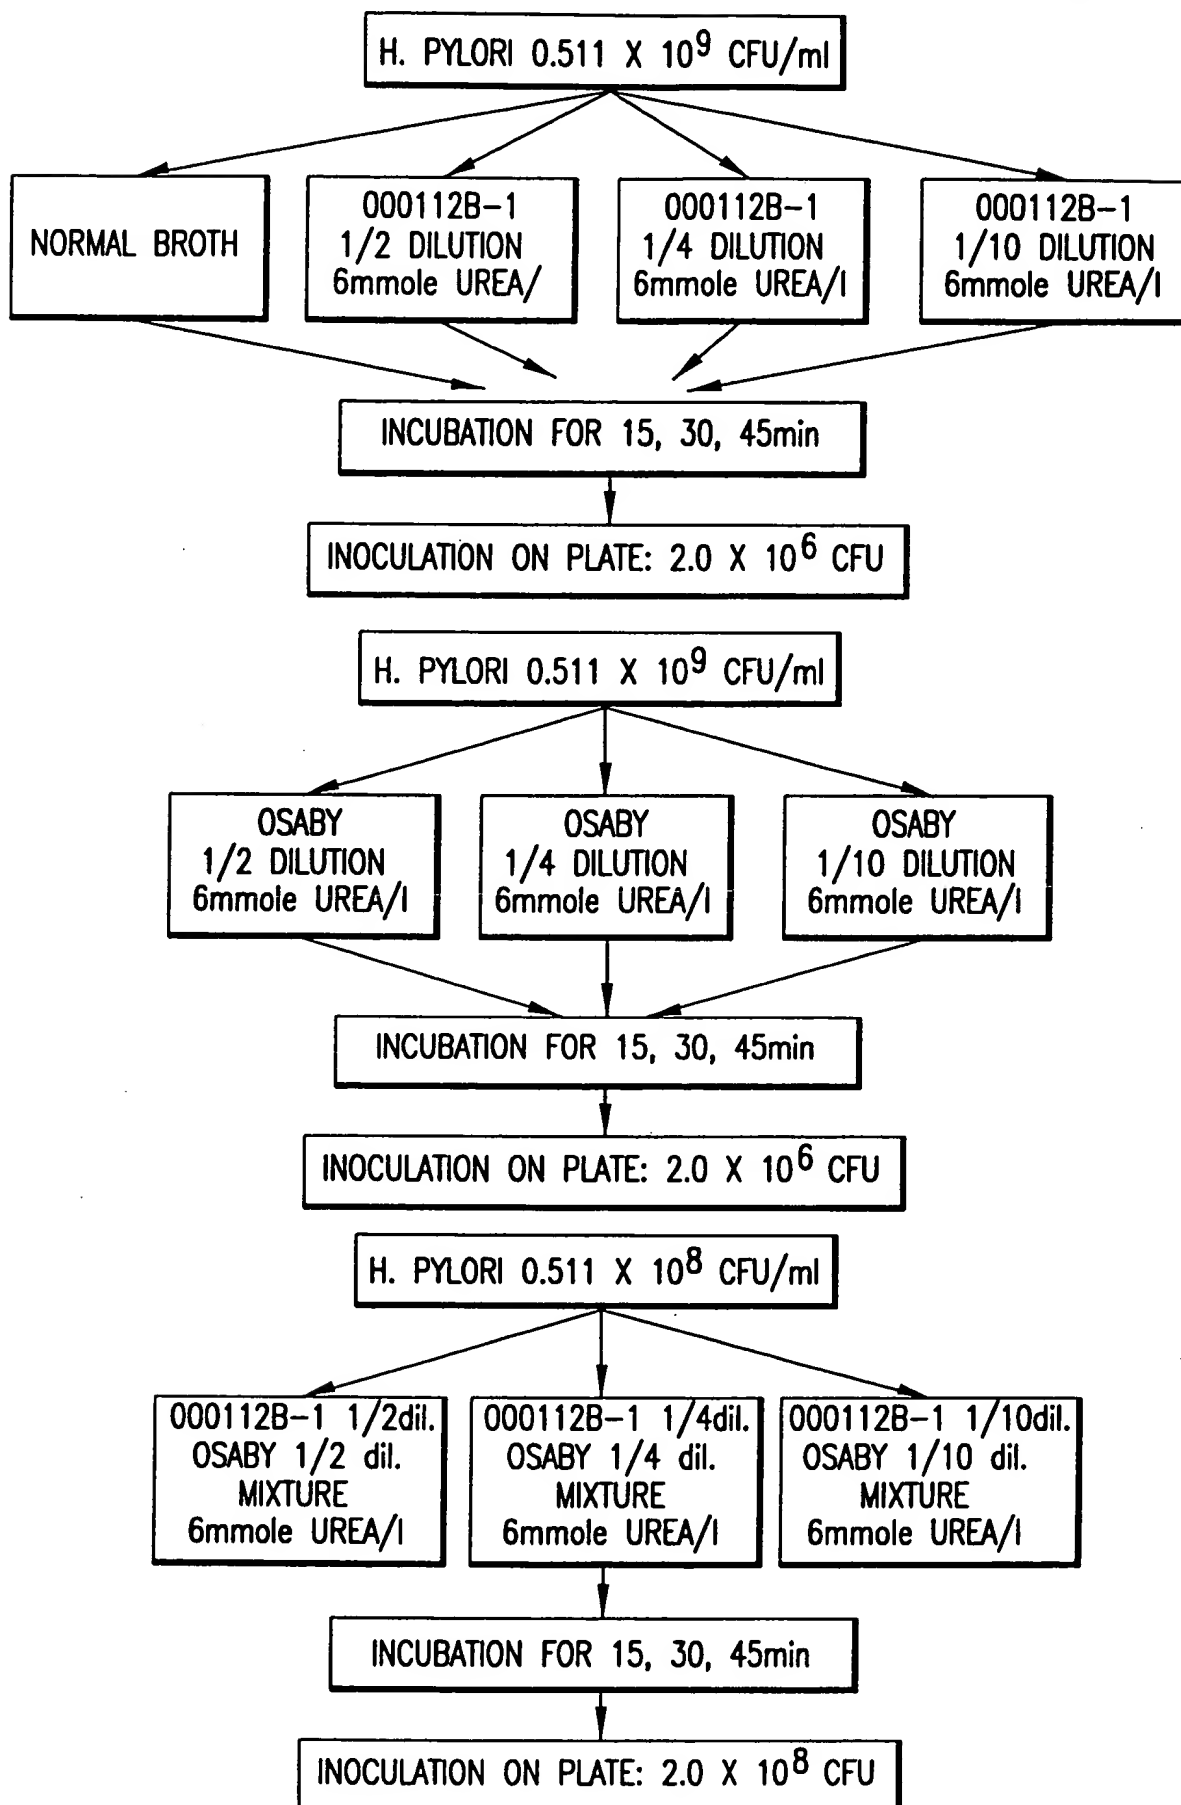 H. PYLORI 0.511 X 10⁹ CFU/ml
NORMAL BROTH
000112B-1
1/2 DILUTION
6mmole UREA/
000112B-1
1/4 DILUTION
6mmole UREA/l
000112B-1
1/10 DILUTION
6mmole UREA/l
INCUBATION FOR 15, 30, 45min
INOCULATION ON PLATE: 2.0 X 10⁶ CFU
H. PYLORI 0.511 X 10⁹ CFU/ml
OSABY
1/2 DILUTION
6mmole UREA/l
OSABY
1/4 DILUTION
6mmole UREA/l
OSABY
1/10 DILUTION
6mmole UREA/l
INCUBATION FOR 15, 30, 45min
INOCULATION ON PLATE: 2.0 X 10⁶ CFU
H. PYLORI 0.511 X 10⁸ CFU/ml
000112B-1 1/2dil.
OSABY 1/2 dil.
MIXTURE
6mmole UREA/l
000112B-1 1/4dil.
OSABY 1/4 dil.
MIXTURE
6mmole UREA/l
000112B-1 1/10dil.
OSABY 1/10 dil.
MIXTURE
6mmole UREA/l
INCUBATION FOR 15, 30, 45min
INOCULATION ON PLATE: 2.0 X 10⁸ CFU